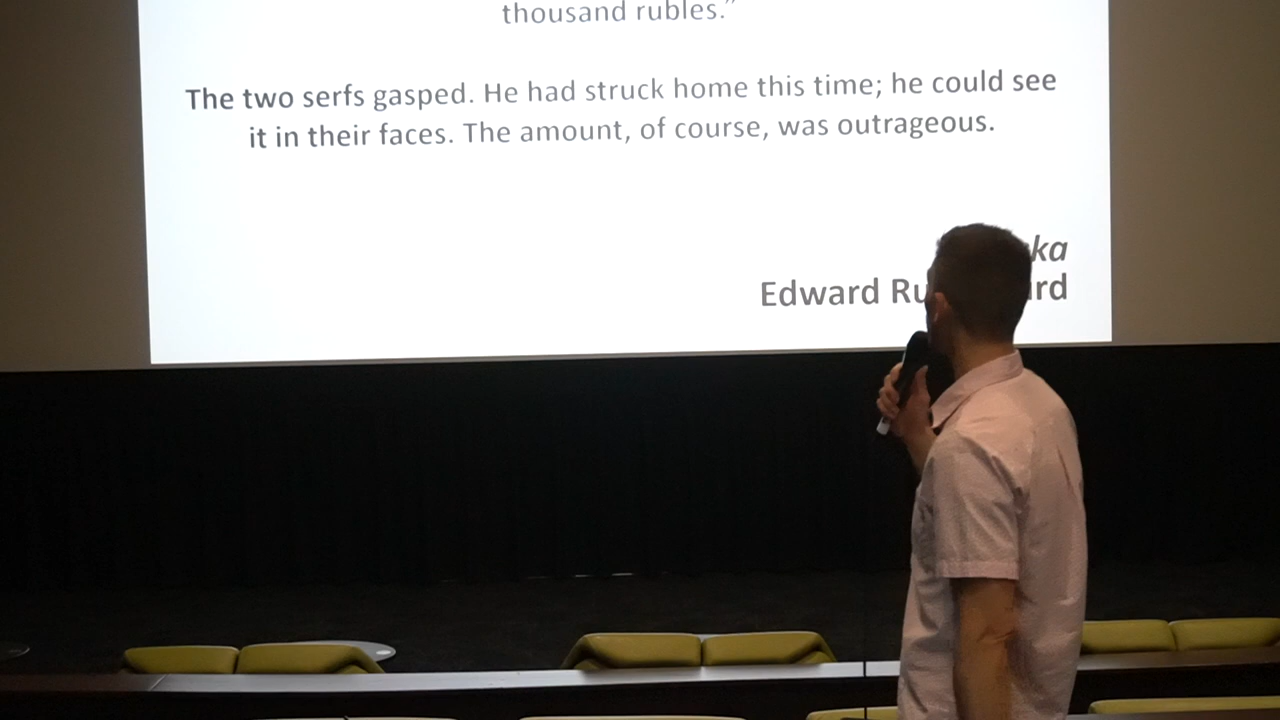 thousand rubles.”
The two serfs gasped. He had struck home this time; he could see
it in their faces. The amount, of course, was outrageous.
Edward